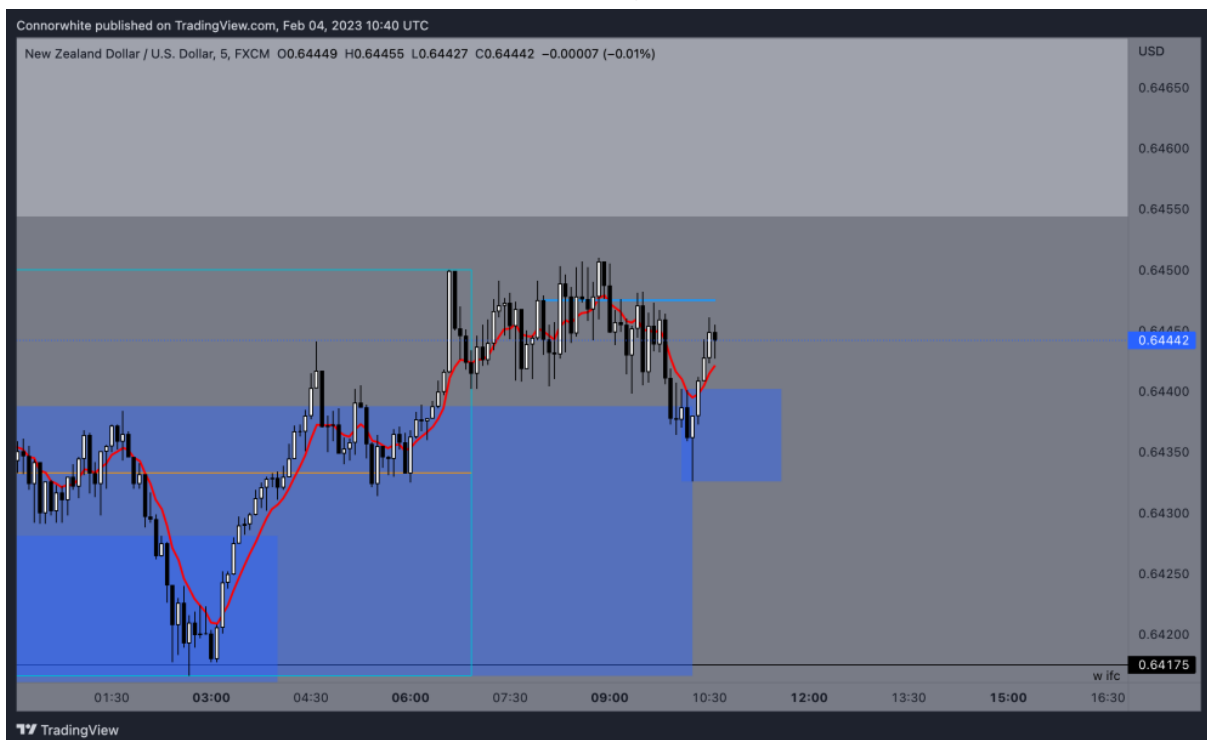 Connorwhite published on TradingView.com, Feb 04, 2023 10:40 UTC
New Zealand Dollar / U.S. Dollar, 5, FXCM O0.64449 H0.64455 L0.64427 C0.64442 −0.00007 (−0.01%)
USD
0.64650
0.64600
0.64550
0.64500
0.64450
0.64442
0.64400
0.64350
0.64300
0.64250
0.64200
0.64175
w ifc
01:30 03:00 04:30 06:00 07:30 09:00 10:30 12:00 13:30 15:00 16:30
TradingView